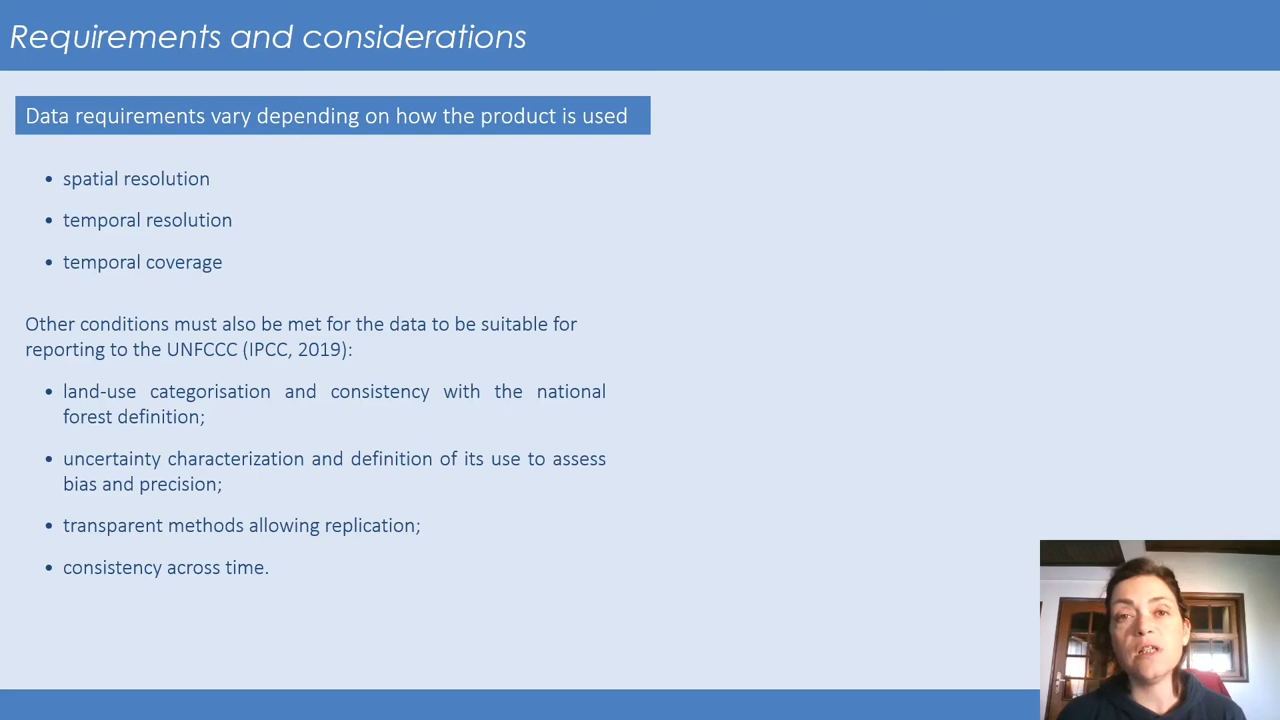 Requirements and considerations
Data requirements vary depending on how the product is used
• spatial resolution
• temporal resolution
• temporal coverage
Other conditions must also be met for the data to be suitable for
reporting to the UNFCCC (IPCC, 2019):
• land-use categorisation and consistency with the national
forest definition;
• uncertainty characterization and definition of its use to assess
bias and precision;
• transparent methods allowing replication;
• consistency across time.